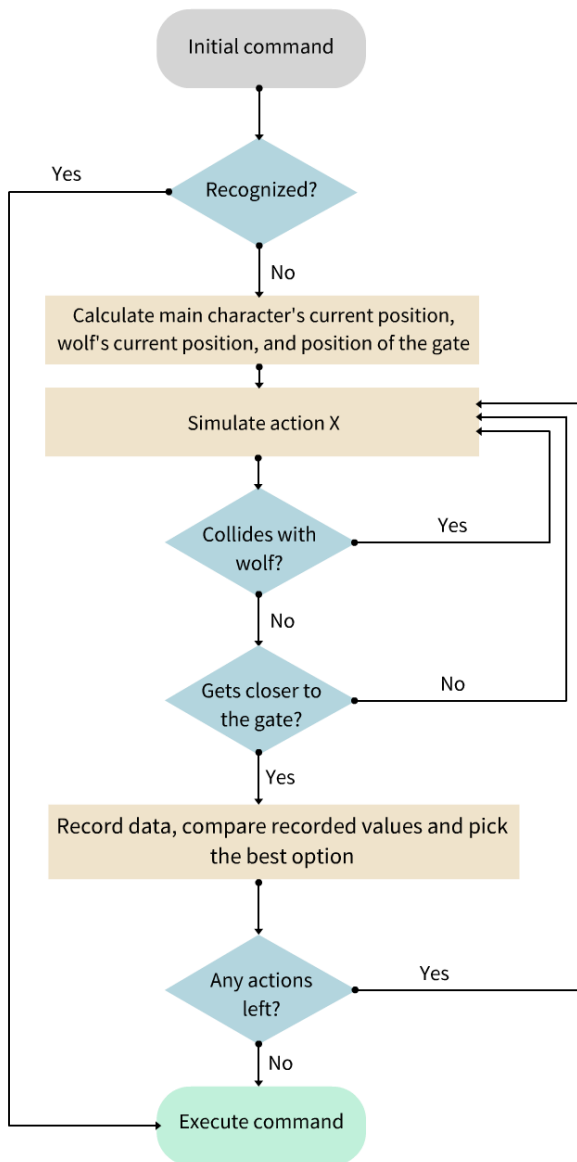 Initial command
Yes
Recognized?
No
Calculate main character's current position,
wolf's current position, and position of the gate
Simulate action X
Collides with
wolf?
Yes
No
Gets closer to
the gate?
No
Yes
Record data, compare recorded values and pick
the best option
Any actions
left?
Yes
No
Execute command